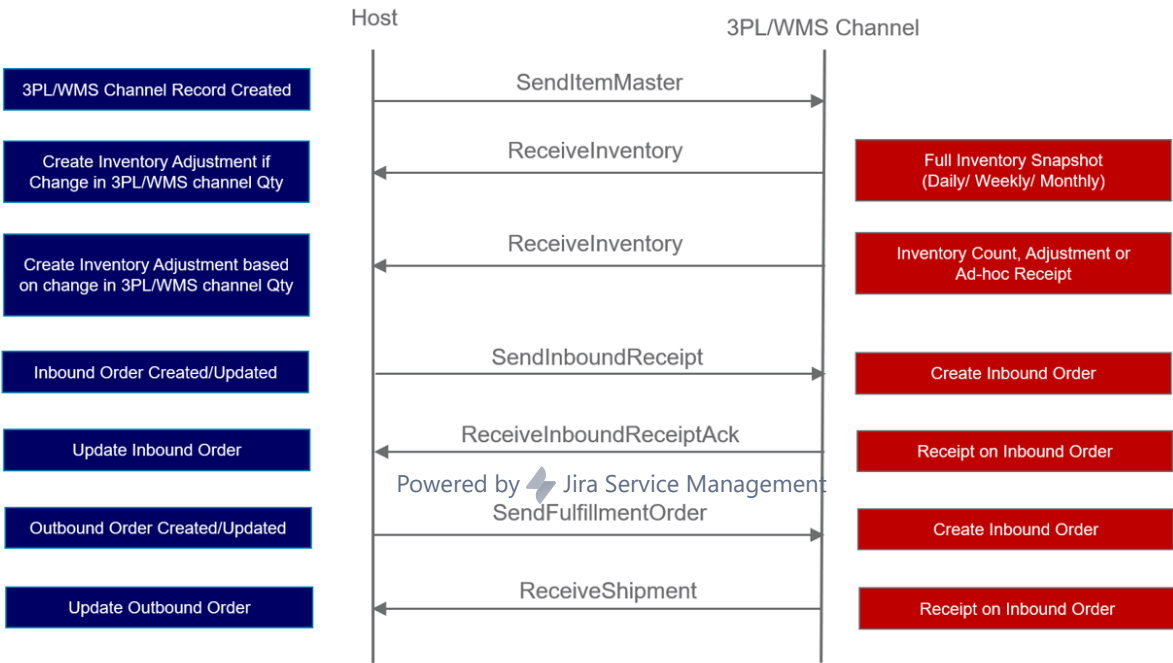 Host
3PL/WMS Channel
3PL/WMS Channel Record Created
SendItemMaster
Create Inventory Adjustment if
Change in 3PL/WMS channel Qty
ReceiveInventory
Full Inventory Snapshot
(Daily/ Weekly/ Monthly)
Create Inventory Adjustment based
on change in 3PL/WMS channel Qty
ReceiveInventory
Inventory Count, Adjustment or
Ad-hoc Receipt
Inbound Order Created/Updated
SendInboundReceipt
Create Inbound Order
Update Inbound Order
ReceiveInboundReceiptAck
Receipt on Inbound Order
Powered by Jira Service Management
Outbound Order Created/Updated
SendFulfillmentOrder
Create Inbound Order
Update Outbound Order
ReceiveShipment
Receipt on Inbound Order